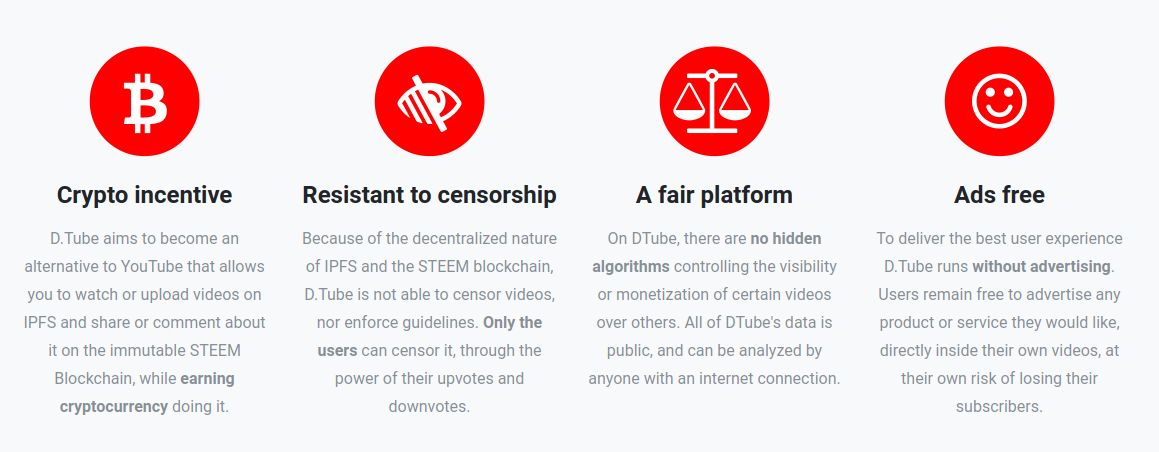 Crypto incentive
D.Tube aims to become an
alternative to YouTube that allows
you to watch or upload videos on
IPFS and share or comment about
it on the immutable STEEM
Blockchain, while earning
cryptocurrency doing it.
Resistant to censorship
Because of the decentralized nature
of IPFS and the STEEM blockchain,
D.Tube is not able to censor videos,
nor enforce guidelines. Only the
users can censor it, through the
power of their upvotes and
downvotes.
A fair platform
On DTube, there are no hidden
algorithms controlling the visibility
or monetization of certain videos
over others. All of DTube's data is
public, and can be analyzed by
anyone with an internet connection.
Ads free
To deliver the best user experience
D.Tube runs without advertising.
Users remain free to advertise any
product or service they would like,
directly inside their own videos, at
their own risk of losing their
subscribers.